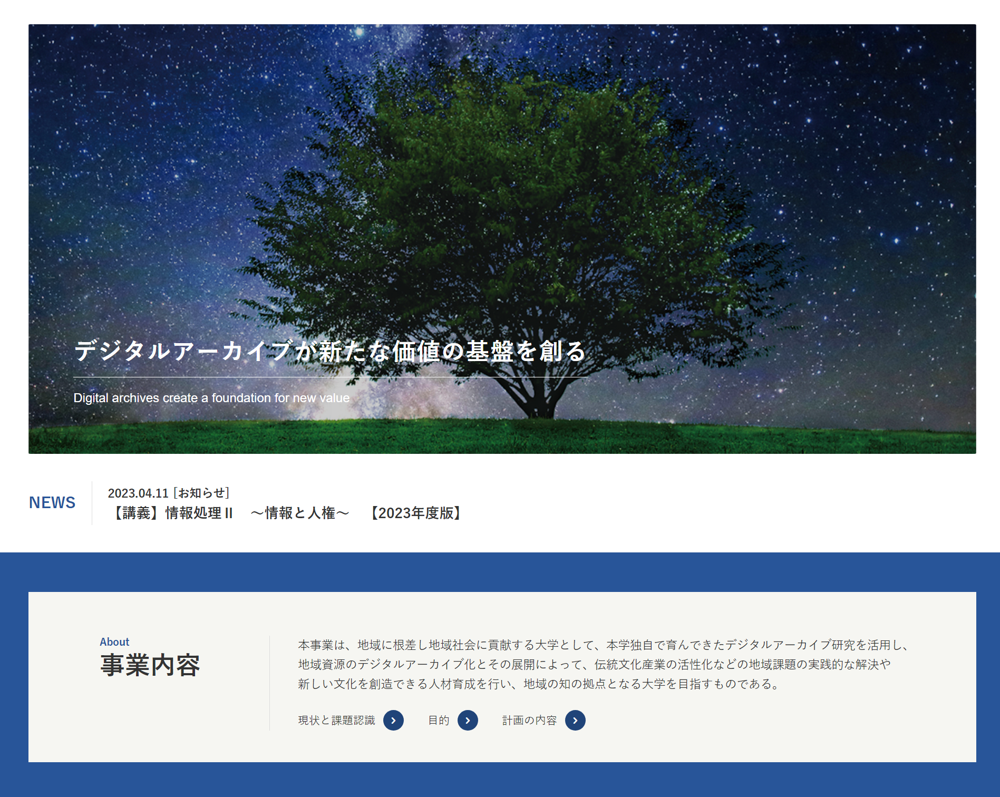 デジタルアーカイブが新たな価値の基盤を創る
Digital archives create a foundation for new value
NEWS
2023.04.11 [お知らせ]
【講義】情報処理Ⅱ　～情報と人権～　【2023年度版】
About
事業内容
本事業は、地域に根差し地域社会に貢献する大学として、本学独自で育んできたデジタルアーカイブ研究を活用し、
地域資源のデジタルアーカイブ化とその展開によって、伝統文化産業の活性化などの地域課題の実践的な解決や
新しい文化を創造できる人材育成を行い、地域の知の拠点となる大学を目指すものである。
現状と課題認識
目的
計画の内容